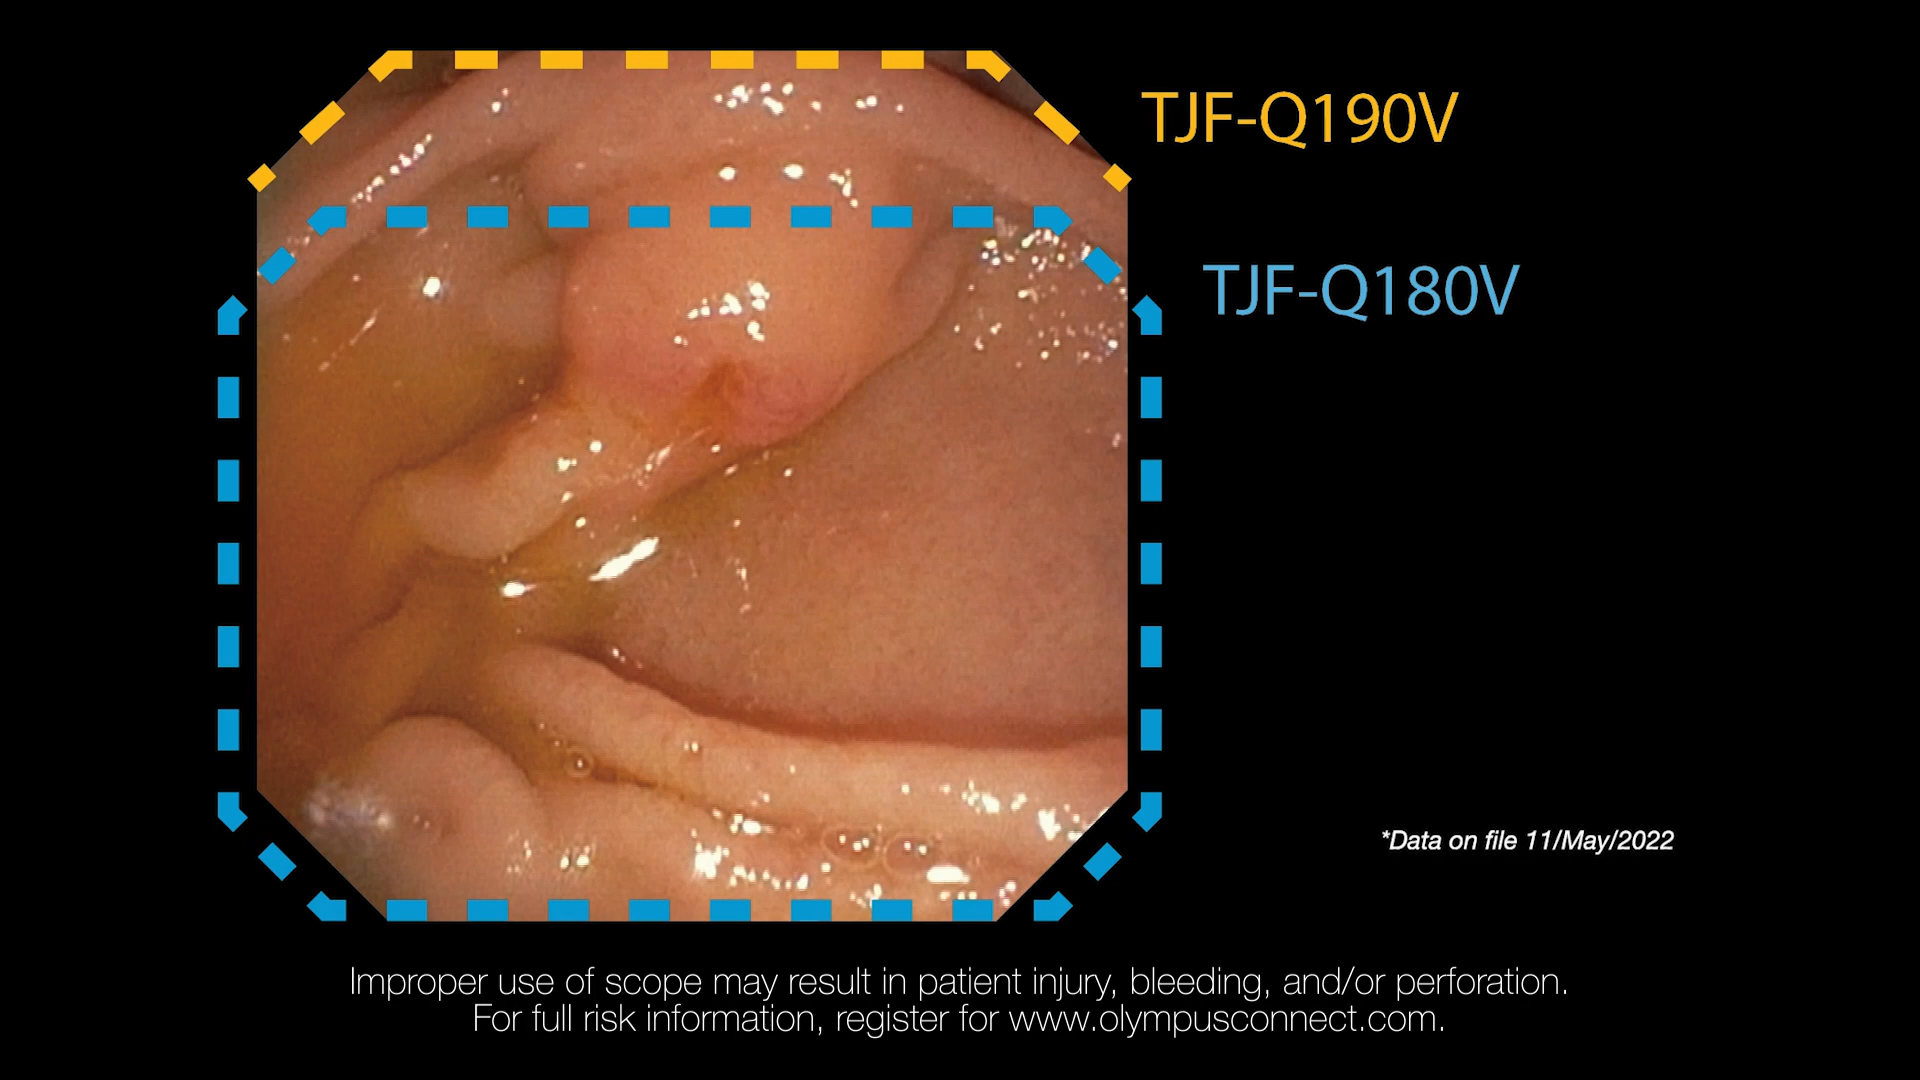 TJF-Q190V
TJF-Q180V
*Data on file 11/May/2022
Improper use of scope may result in patient injury, bleeding, and/or perforation.
For full risk information, register for www.olympusconnect.com.